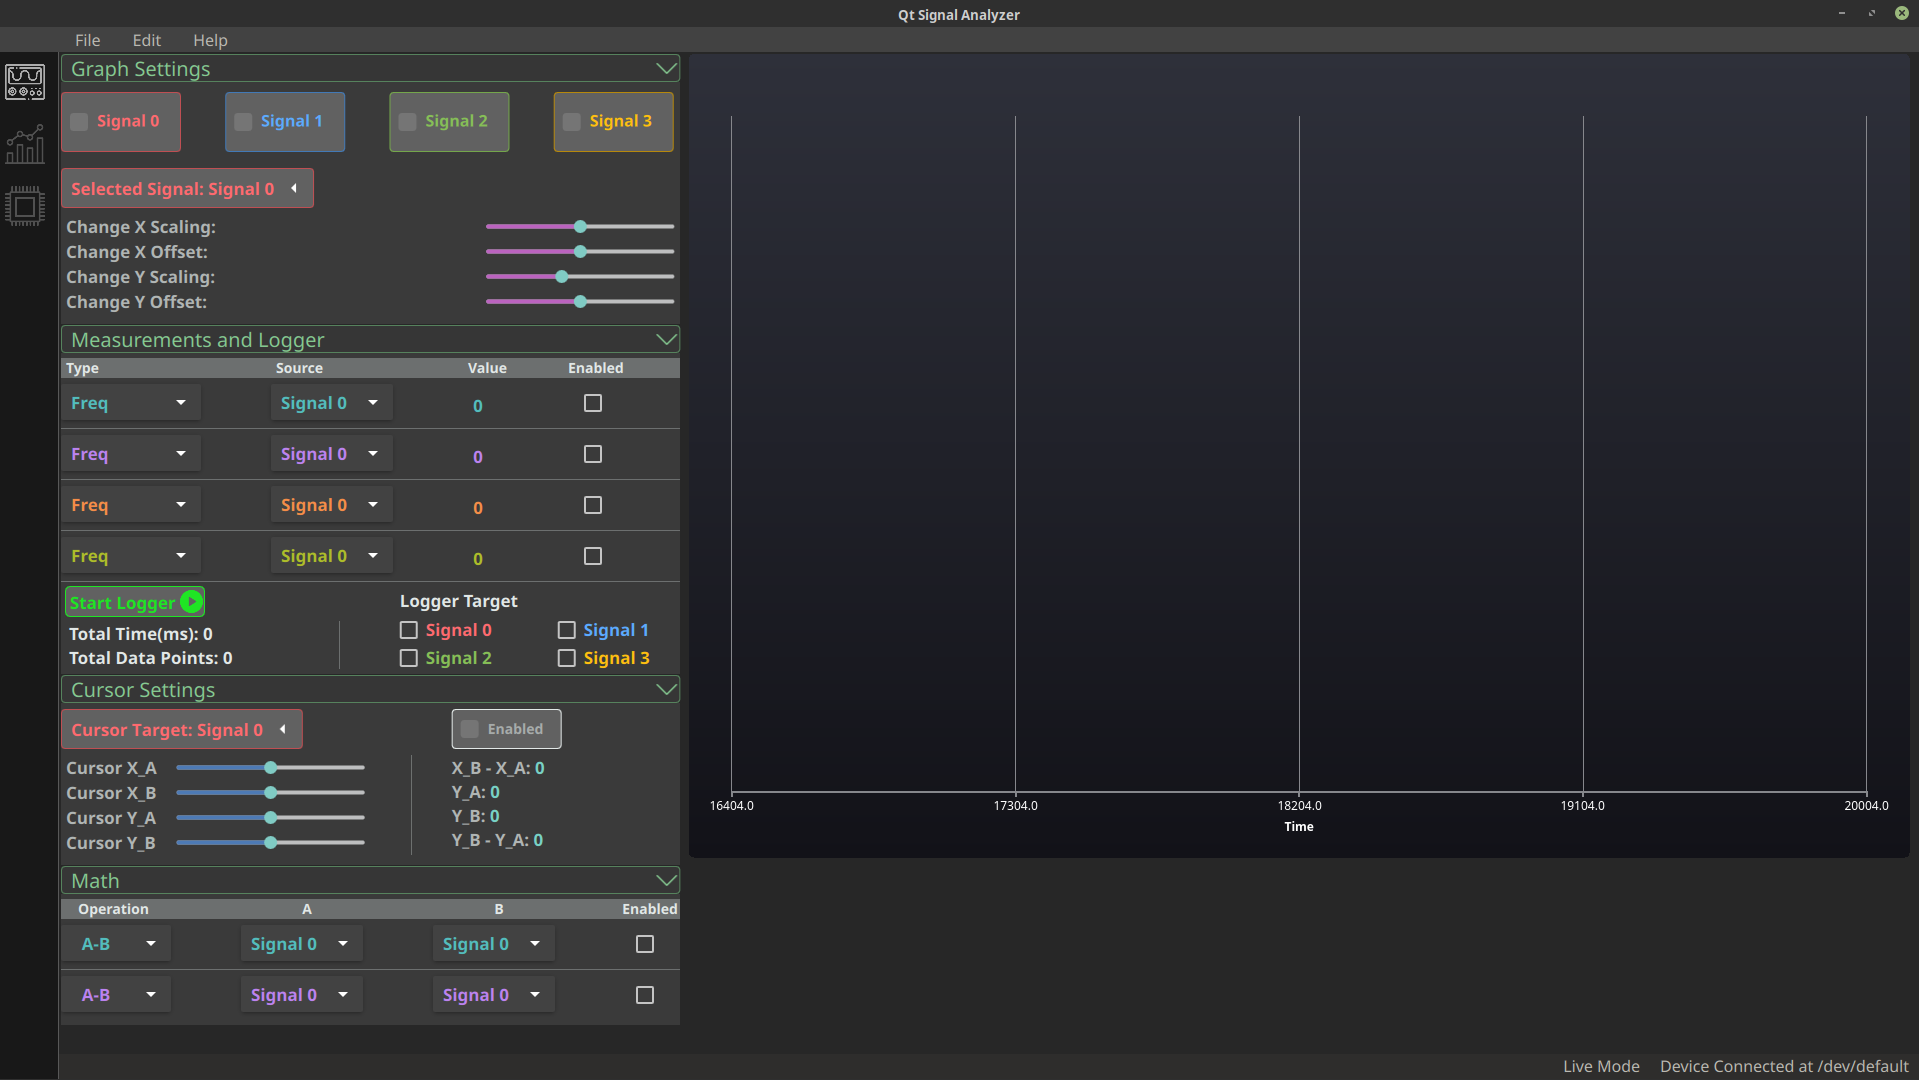 Qt Signal Analyzer
File Edit Help
Graph Settings
Signal 0 Signal 1 Signal 2 Signal 3
Selected Signal: Signal 0
Change X Scaling:
Change X Offset:
Change Y Scaling:
Change Y Offset:
Measurements and Logger
Type Source Value Enabled
Freq Signal 0 0
Freq Signal 0 0
Freq Signal 0 0
Freq Signal 0 0
Start Logger
Total Time(ms): 0
Total Data Points: 0
Logger Target
Signal 0 Signal 1
Signal 2 Signal 3
Cursor Settings
Cursor Target: Signal 0
Enabled
Cursor X_A
Cursor X_B
Cursor Y_A
Cursor Y_B
X_B - X_A: 0
Y_A: 0
Y_B: 0
Y_B - Y_A: 0
Math
Operation A B Enabled
A-B Signal 0 Signal 0
A-B Signal 0 Signal 0
16404.0 17304.0 18204.0 19104.0 20004.0
Time
Live Mode Device Connected at /dev/default